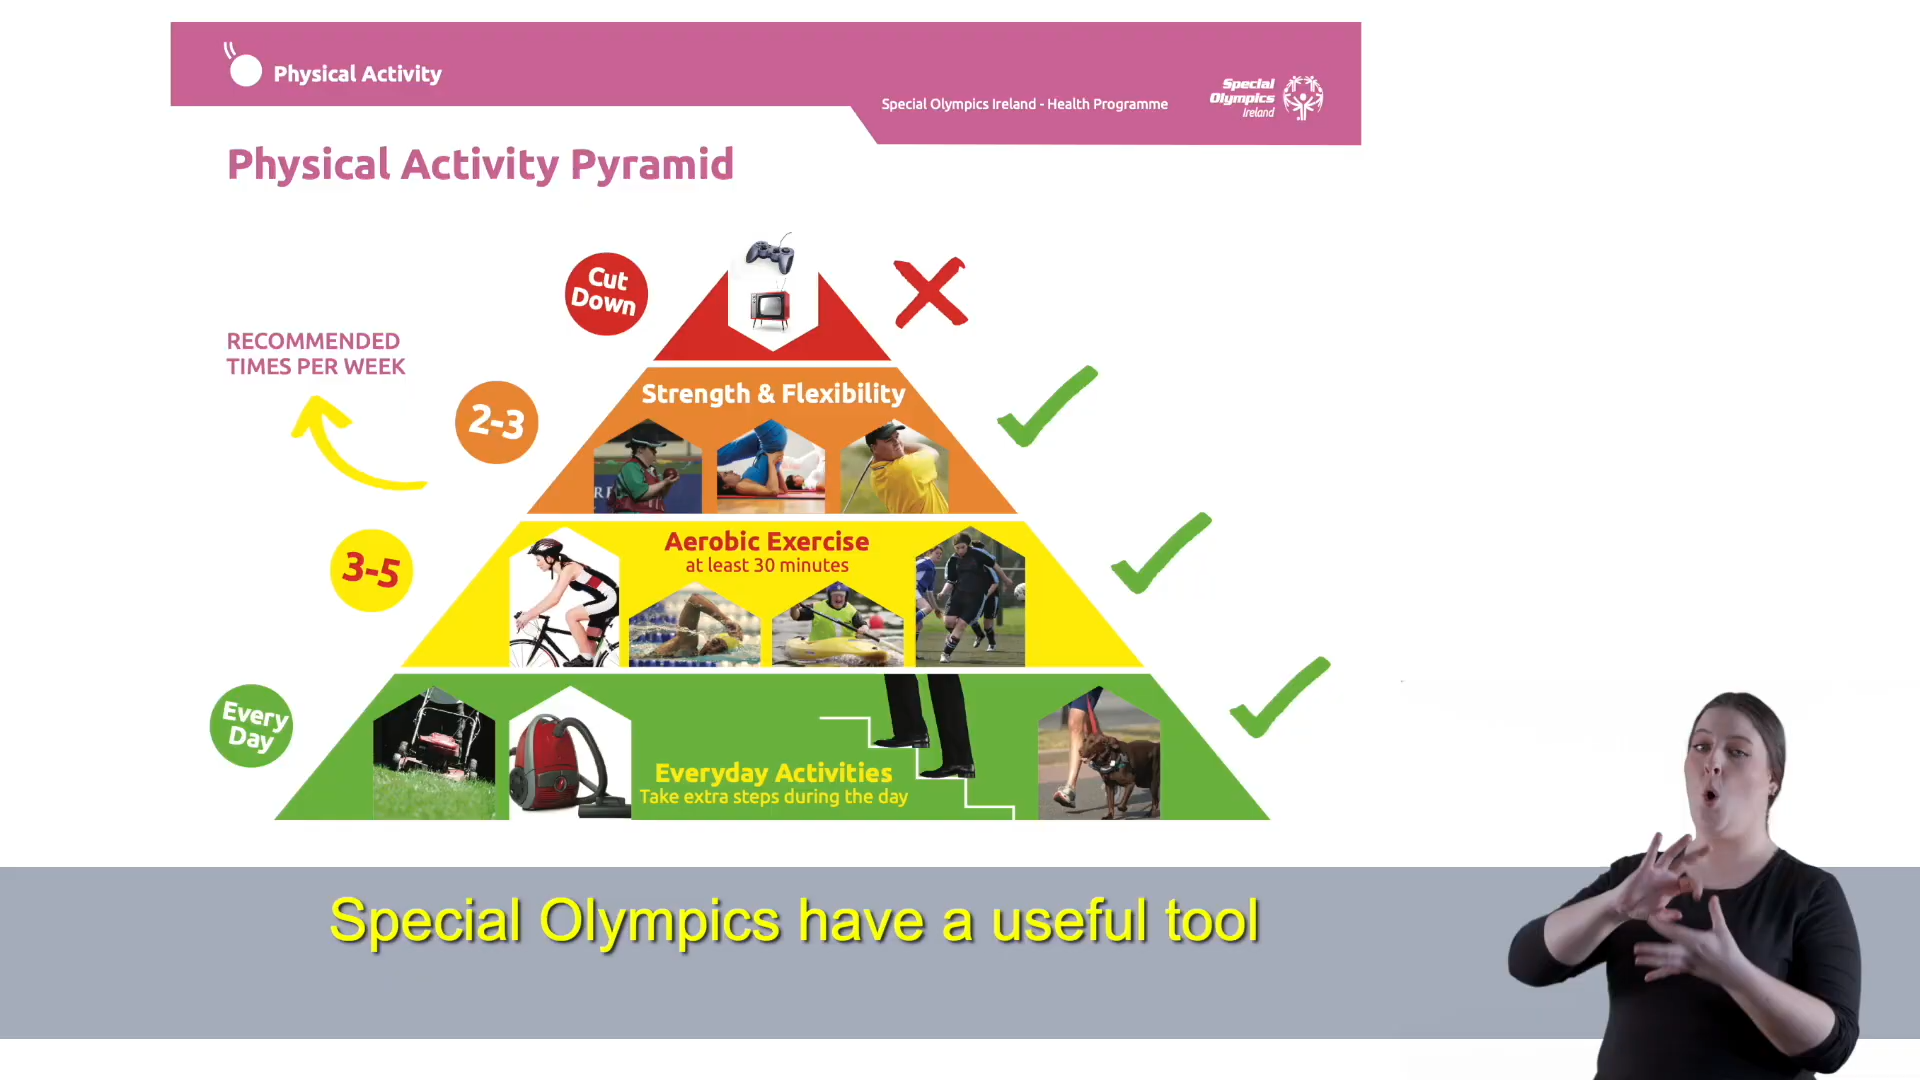 Physical Activity
Special Olympics Ireland - Health Programme
Special
Olympics
Ireland
Physical Activity Pyramid
Cut
Down
RECOMMENDED
TIMES PER WEEK
2-3
Strength & Flexibility
3-5
Aerobic Exercise
at least 30 minutes
Every
Day
Everyday Activities
Take extra steps during the day
Special Olympics have a useful tool